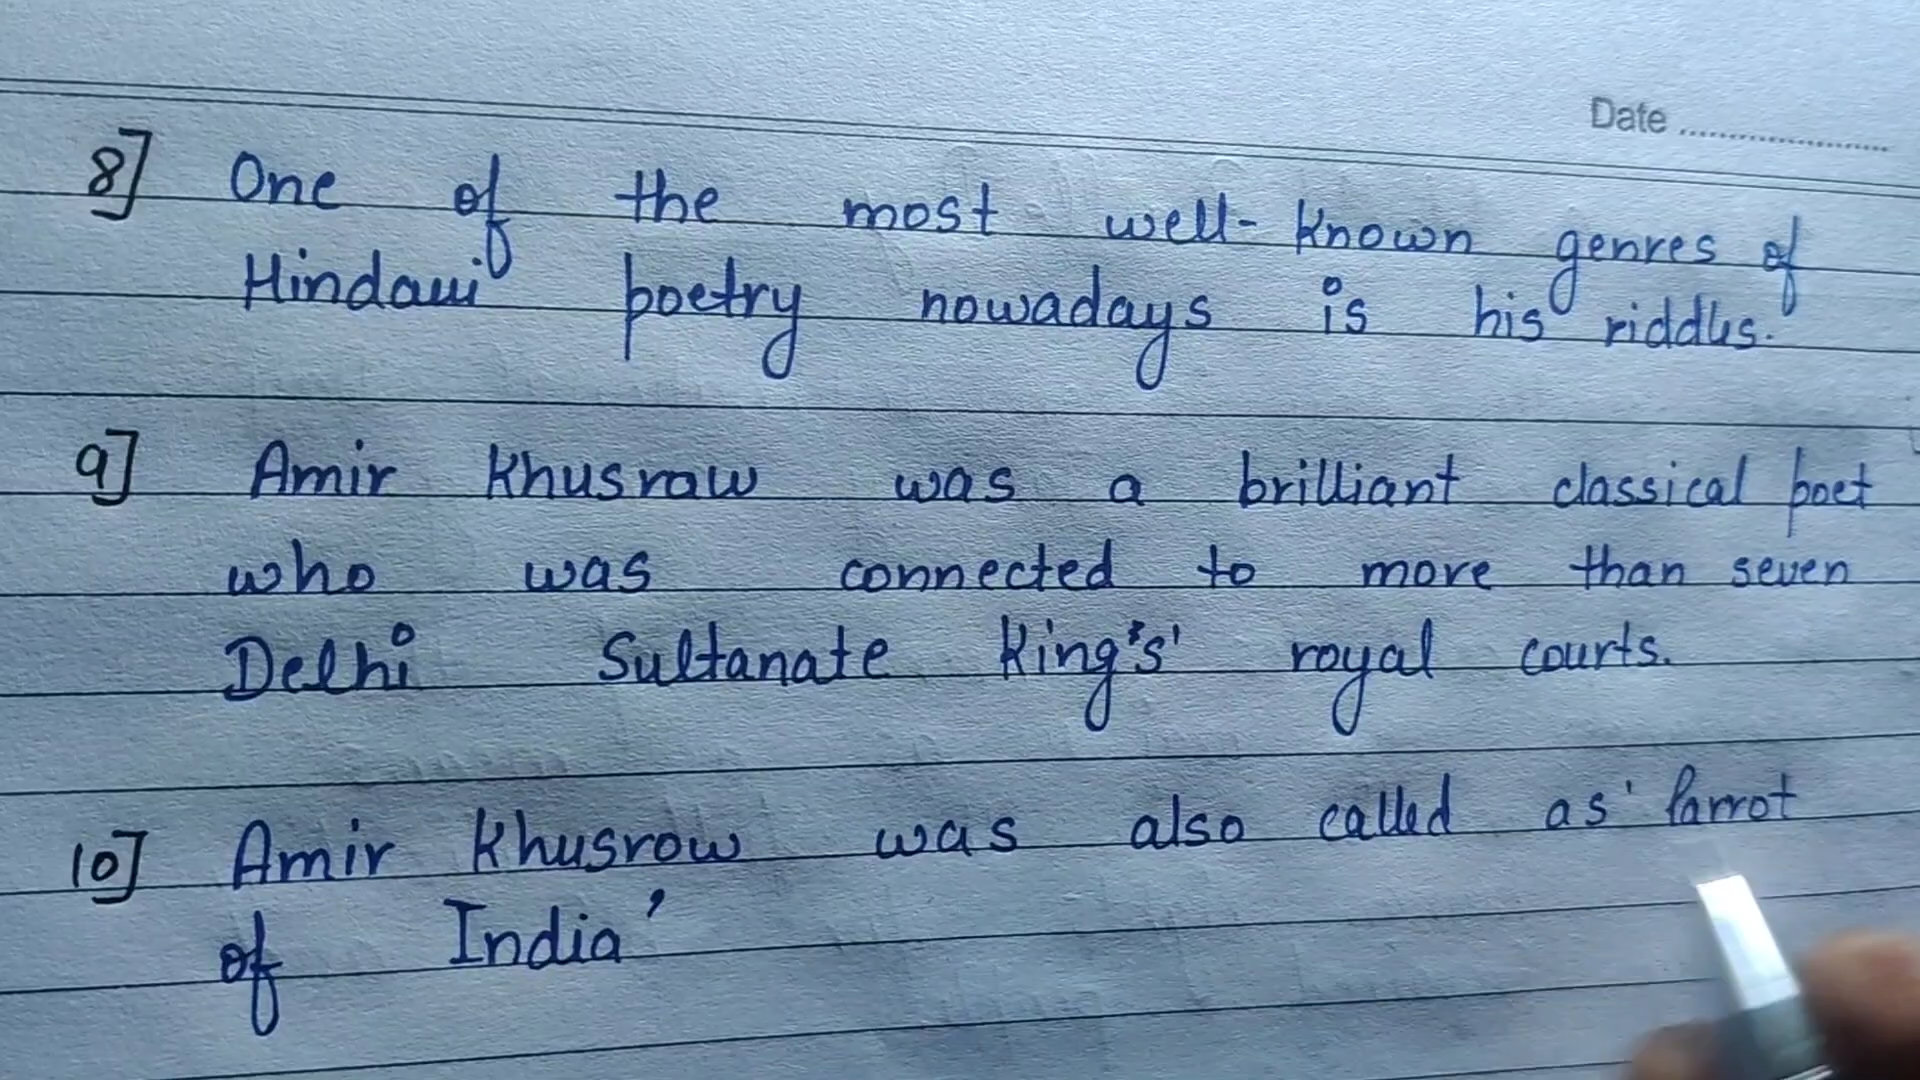 Date
8] One of the most well-known genres of
Hindawi poetry nowadays is his riddles.
9] Amir Khusraw was a brilliant classical poet
who was connected to more than seven
Delhi Sultanate King's' royal courts.
10] Amir Khusrow was also called as 'Parrot
of India'